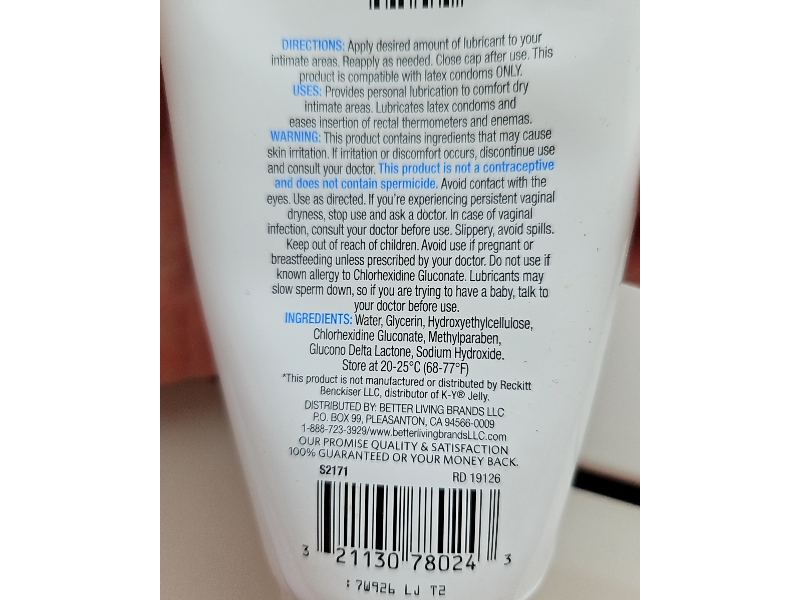 DIRECTIONS: Apply desired amount of lubricant to your
intimate areas. Reapply as needed. Close cap after use. This
product is compatible with latex condoms ONLY.
USES: Provides personal lubrication to comfort dry
intimate areas. Lubricates latex condoms and
eases insertion of rectal thermometers and enemas.
WARNING: This product contains ingredients that may cause
skin irritation. If irritation or discomfort occurs, discontinue use
and consult your doctor. This product is not a contraceptive
and does not contain spermicide. Avoid contact with the
eyes. Use as directed. If you're experiencing persistent vaginal
dryness, stop use and ask a doctor. In case of vaginal
infection, consult your doctor before use. Slippery, avoid spills.
Keep out of reach of children. Avoid use if pregnant or
breastfeeding unless prescribed by your doctor. Do not use if
known allergy to Chlorhexidine Gluconate. Lubricants may
slow sperm down, so if you are trying to have a baby, talk to
your doctor before use.
INGREDIENTS: Water, Glycerin, Hydroxyethylcellulose,
Chlorhexidine Gluconate, Methylparaben,
Glucono Delta Lactone, Sodium Hydroxide.
Store at 20-25°C (68-77°F)
*This product is not manufactured or distributed by Reckitt
Benckiser LLC, distributor of K-Y® Jelly.
DISTRIBUTED BY: BETTER LIVING BRANDS LLC
P.O. BOX 99, PLEASANTON, CA 94566-0009
1-888-723-3929/www.betterlivingbrandsLLC.com
OUR PROMISE QUALITY & SATISFACTION
100% GUARANTEED OR YOUR MONEY BACK.
S2171 RD 19126
3 21130 78024 3
: 7W926 LJ T2